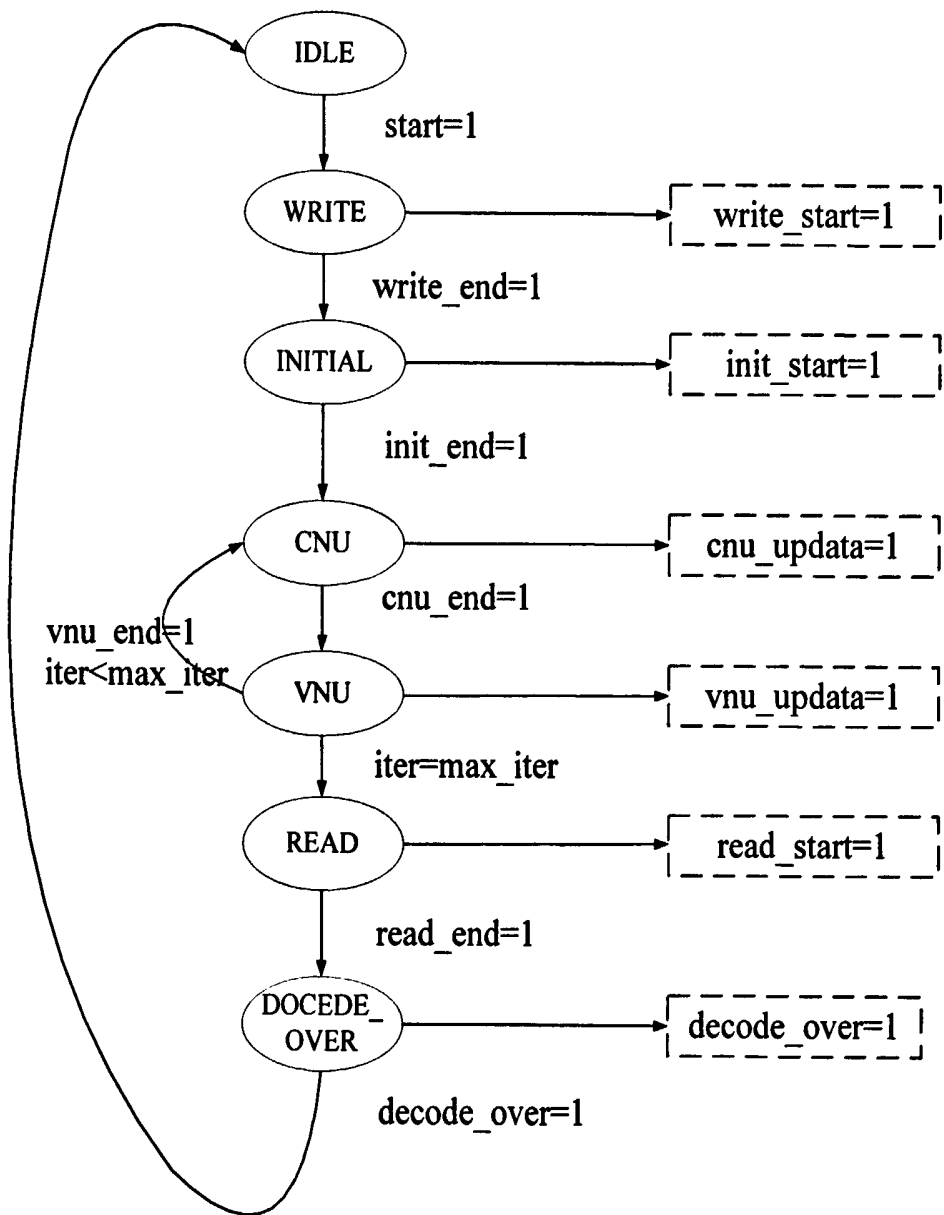 IDLE
start=1
WRITE
write_start=1
write_end=1
INITIAL
init_start=1
init_end=1
CNU
cnu_updata=1
cnu_end=1
vnu_end=1
iter<max_iter
VNU
vnu_updata=1
iter=max_iter
READ
read_start=1
read_end=1
DOCEDE_
OVER
decode_over=1
decode_over=1